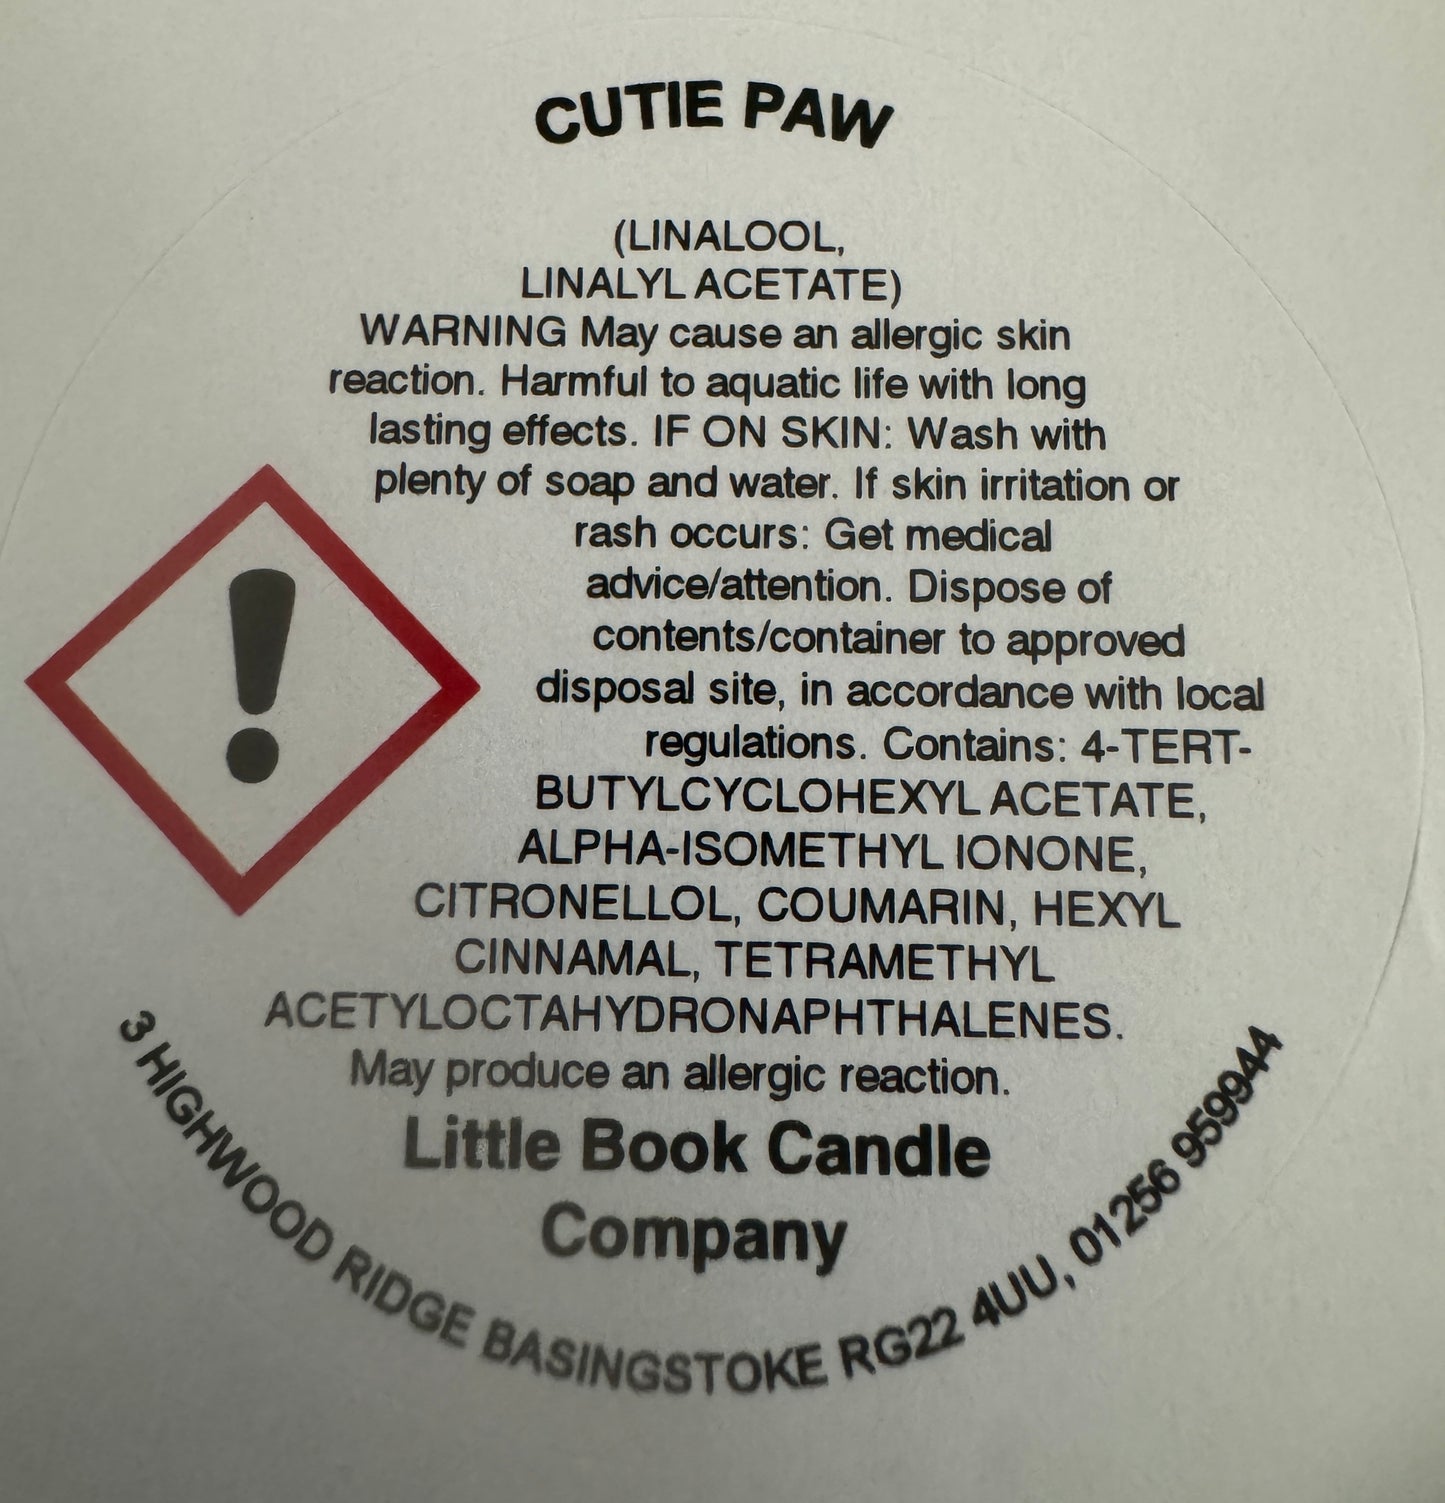 CUTIE PAW
(LINALOOL,
LINALYL ACETATE)
WARNING May cause an allergic skin
reaction. Harmful to aquatic life with long
lasting effects. IF ON SKIN: Wash with
plenty of soap and water. If skin irritation or
rash occurs: Get medical
advice/attention. Dispose of
contents/container to approved
disposal site, in accordance with local
regulations. Contains: 4-TERT-
BUTYLCYCLOHEXYL ACETATE,
ALPHA-ISOMETHYL IONONE,
CITRONELLOL, COUMARIN, HEXYL
CINNAMAL, TETRAMETHYL
ACETYLOCTAHYDRONAPHTHALENES.
May produce an allergic reaction.
Little Book Candle
Company
3 HIGHWOOD RIDGE BASINGSTOKE RG22 4UU, 01256 959944